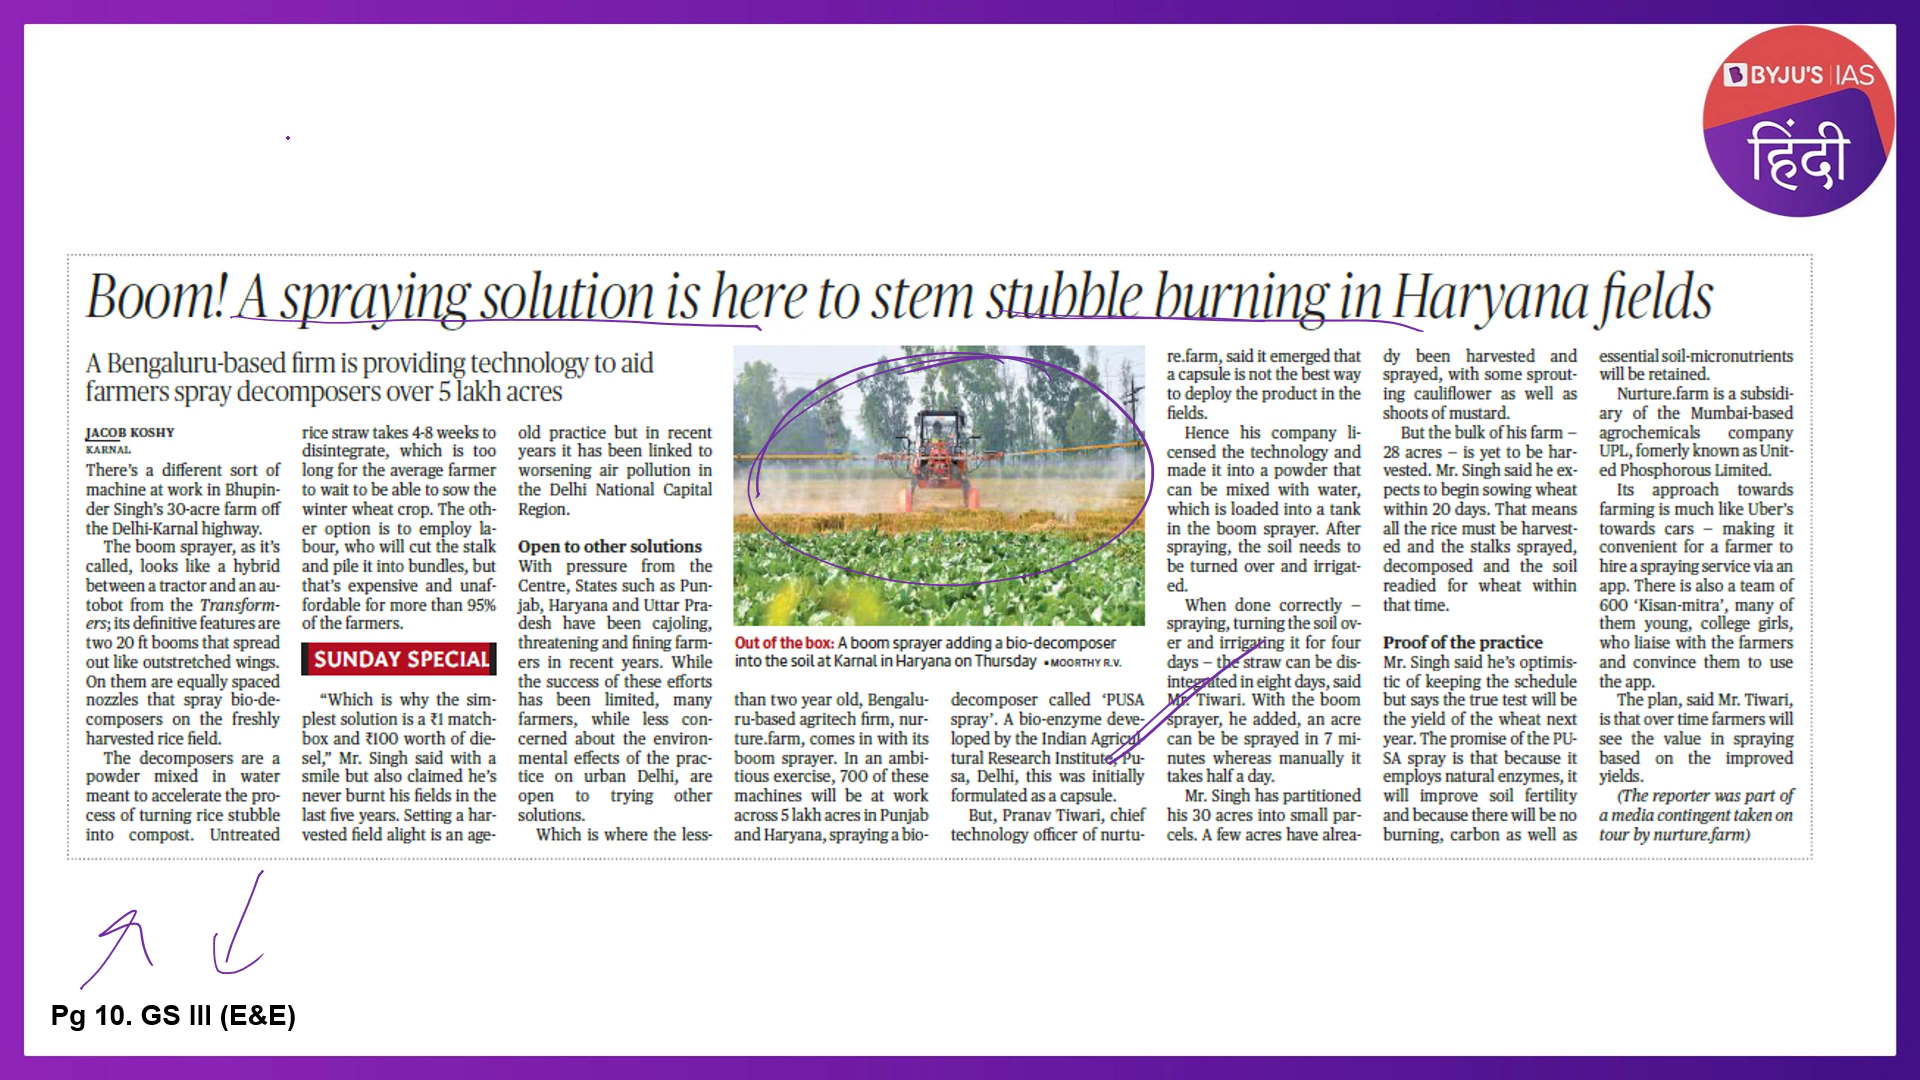 BYJU'S IAS
हिंदी
Boom! A spraying solution is here to stem stubble burning in Haryana fields
A Bengaluru-based firm is providing technology to aid
farmers spray decomposers over 5 lakh acres
JACOB KOSHY
KARNAL
There's a different sort of
machine at work in Bhupin-
der Singh's 30-acre farm off
the Delhi-Karnal highway.
The boom sprayer, as it's
called, looks like a hybrid
between a tractor and an au-
tobot from the Transform-
ers; its definitive features are
two 20 ft booms that spread
out like outstretched wings.
On them are equally spaced
nozzles that spray bio-de-
composers on the freshly
harvested rice field.
The decomposers are a
powder mixed in water
meant to accelerate the pro-
cess of turning rice stubble
into compost. Untreated
rice straw takes 4-8 weeks to
disintegrate, which is too
long for the average farmer
to wait to be able to sow the
winter wheat crop. The oth-
er option is to employ la-
bour, who will cut the stalk
and pile it into bundles, but
that's expensive and unaf-
fordable for more than 95%
of the farmers.
SUNDAY SPECIAL
"Which is why the sim-
plest solution is a ₹1 match-
box and ₹100 worth of die-
sel," Mr. Singh said with a
smile but also claimed he's
never burnt his fields in the
last five years. Setting a har-
vested field alight is an age-
old practice but in recent
years it has been linked to
worsening air pollution in
the Delhi National Capital
Region.
Open to other solutions
With pressure from the
Centre, States such as Pun-
jab, Haryana and Uttar Pra-
desh have been cajoling,
threatening and fining farm-
ers in recent years. While
the success of these efforts
has been limited, many
farmers, while less con-
cerned about the environ-
mental effects of the prac-
tice on urban Delhi, are
open to trying other
solutions.
Which is where the less-
Out of the box: A boom sprayer adding a bio-decomposer
into the soil at Karnal in Haryana on Thursday •MOORTHY R.V.
than two year old, Bengalu-
ru-based agritech firm, nur-
ture.farm, comes in with its
boom sprayer. In an ambi-
tious exercise, 700 of these
machines will be at work
across 5 lakh acres in Punjab
and Haryana, spraying a bio-
decomposer called 'PUSA
spray'. A bio-enzyme deve-
loped by the Indian Agricul-
tural Research Institute, Pu-
sa, Delhi, this was initially
formulated as a capsule.
But, Pranav Tiwari, chief
technology officer of nurtu-
re.farm, said it emerged that
a capsule is not the best way
to deploy the product in the
fields.
Hence his company li-
censed the technology and
made it into a powder that
can be mixed with water,
which is loaded into a tank
in the boom sprayer. After
spraying, the soil needs to
be turned over and irrigat-
ed.
When done correctly –
spraying, turning the soil ov-
er and irrigating it for four
days – the straw can be dis-
integrated in eight days, said
Mr. Tiwari. With the boom
sprayer, he added, an acre
can be be sprayed in 7 mi-
nutes whereas manually it
takes half a day.
Mr. Singh has partitioned
his 30 acres into small par-
cels. A few acres have alrea-
dy been harvested and
sprayed, with some sprout-
ing cauliflower as well as
shoots of mustard.
But the bulk of his farm –
28 acres – is yet to be har-
vested. Mr. Singh said he ex-
pects to begin sowing wheat
within 20 days. That means
all the rice must be harvest-
ed and the stalks sprayed,
decomposed and the soil
readied for wheat within
that time.
Proof of the practice
Mr. Singh said he's optimis-
tic of keeping the schedule
but says the true test will be
the yield of the wheat next
year. The promise of the PU-
SA spray is that because it
employs natural enzymes, it
will improve soil fertility
and because there will be no
burning, carbon as well as
essential soil-micronutrients
will be retained.
Nurture.farm is a subsidi-
ary of the Mumbai-based
agrochemicals company
UPL, fomerly known as Unit-
ed Phosphorous Limited.
Its approach towards
farming is much like Uber's
towards cars – making it
convenient for a farmer to
hire a spraying service via an
app. There is also a team of
600 'Kisan-mitra', many of
them young, college girls,
who liaise with the farmers
and convince them to use
the app.
The plan, said Mr. Tiwari,
is that over time farmers will
see the value in spraying
based on the improved
yields.
(The reporter was part of
a media contingent taken on
tour by nurture.farm)
Pg 10. GS III (E&E)